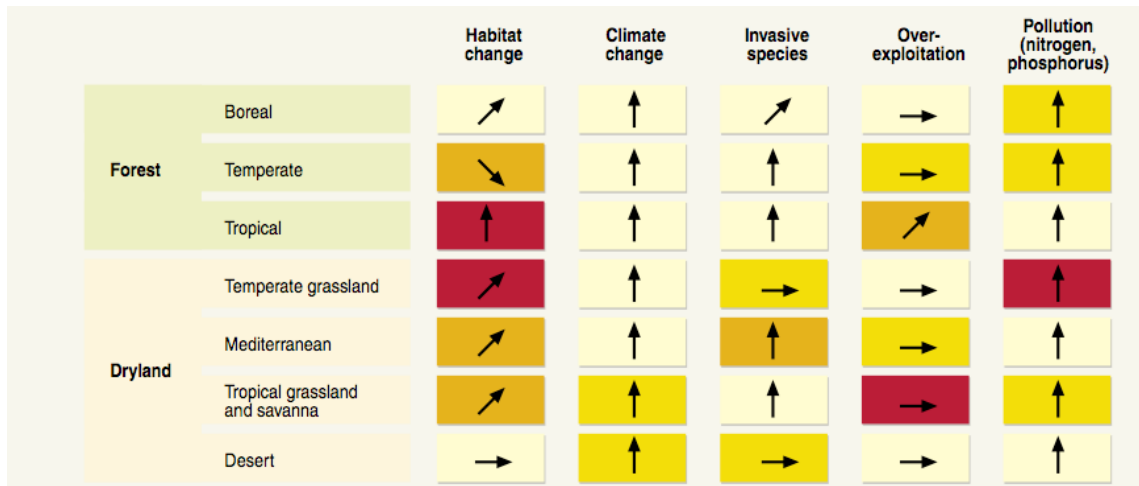 Habitat change
Climate change
Invasive species
Over-exploitation
Pollution (nitrogen, phosphorus)
Forest
Boreal
Temperate
Tropical
Dryland
Temperate grassland
Mediterranean
Tropical grassland
and savanna
Desert